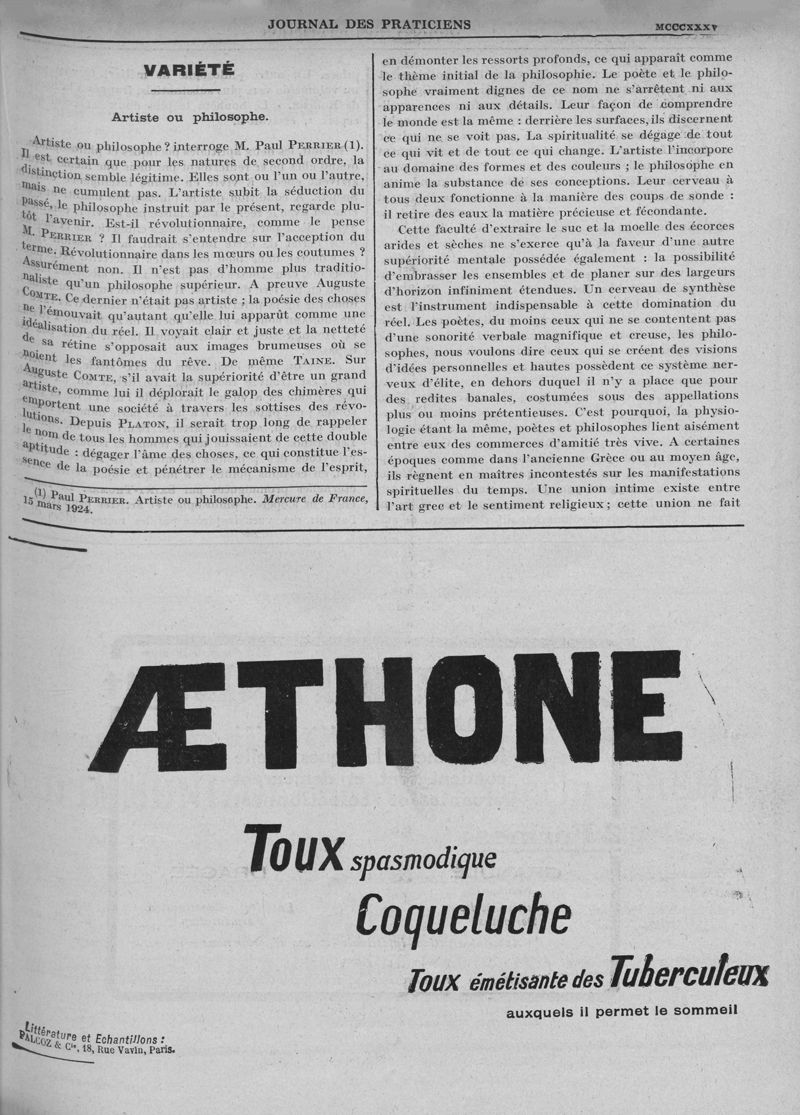 JOURNAL DES PRATICIENS
MCCCXXXV
VARIÉTÉ
Artiste ou philosophe.
Artiste ou philosophe ? interroge M. Paul PERRIER (1).
Il est certain que pour les natures de second ordre, la
distinction semble légitime. Elles sont ou l'un ou l'autre,
mais ne cumulent pas. L'artiste subit la séduction du
passé, le philosophe instruit par le présent, regarde plu-
tôt l'avenir. Est-il révolutionnaire, comme le pense
M. PERRIER ? Il faudrait s'entendre sur l'acception du
terme. Révolutionnaire dans les mœurs ou les coutumes ?
Assurément non. Il n'est pas d'homme plus traditio-
naliste qu'un philosophe supérieur. A preuve Auguste
COMTE. Ce dernier n'était pas artiste ; la poésie des choses
ne l'émouvait qu'autant qu'elle lui apparût comme une
idéalisation du réel. Il voyait clair et juste et la netteté
de sa rétine s'opposait aux images brumeuses où se
noient les fantômes du rêve. De même TAINE. Sur
Auguste COMTE, s'il avait la supériorité d'être un grand
artiste, comme lui il déplorait le galop des chimères qui
emportent une société à travers les sottises des révo-
lutions. Depuis PLATON, il serait trop long de rappeler
le nom de tous les hommes qui jouissaient de cette double
aptitude : dégager l'âme des choses, ce qui constitue l'es-
sence de la poésie et pénétrer le mécanisme de l'esprit,
(1) Paul PERRIER. Artiste ou philosophe. Mercure de France,
15 mars 1924.
en démonter les ressorts profonds, ce qui apparaît comme
le thème initial de la philosophie. Le poète et le philo-
sophe vraiment dignes de ce nom ne s'arrêtent ni aux
apparences ni aux détails. Leur façon de comprendre
le monde est la même : derrière les surfaces, ils discernent
ce qui ne se voit pas. La spiritualité se dégage de tout
ce qui vit et de tout ce qui change. L'artiste l'incorpore
au domaine des formes et des couleurs ; le philosophe en
anime la substance de ses conceptions. Leur cerveau à
tous deux fonctionne à la manière des coups de sonde :
il retire des eaux la matière précieuse et fécondante.
Cette faculté d'extraire le suc et la moelle des écorces
arides et sèches ne s'exerce qu'à la faveur d'une autre
supériorité mentale possédée également : la possibilité
d'embrasser les ensembles et de planer sur des largeurs
d'horizon infiniment étendues. Un cerveau de synthèse
est l'instrument indispensable à cette domination du
réel. Les poètes, du moins ceux qui ne se contentent pas
d'une sonorité verbale magnifique et creuse, les philo-
sophes, nous voulons dire ceux qui se créent des visions
d'idées personnelles et hautes possèdent ce système ner-
veux d'élite, en dehors duquel il n'y a place que pour
des redites banales, costumées sous des appellations
plus ou moins prétentieuses. C'est pourquoi, la physio-
logie étant la même, poètes et philosophes lient aisément
entre eux des commerces d'amitié très vive. A certaines
époques comme dans l'ancienne Grèce ou au moyen âge,
ils règnent en maîtres incontestés sur les manifestations
spirituelles du temps. Une union intime existe entre
l'art grec et le sentiment religieux ; cette union ne fait
ÆTHONE
Toux spasmodique
Coqueluche
Toux émétisante des Tuberculeux
auxquels il permet le sommeil
Littérature et Echantillons :
FALCOZ & Cie, 18, Rue Vavin, Paris.